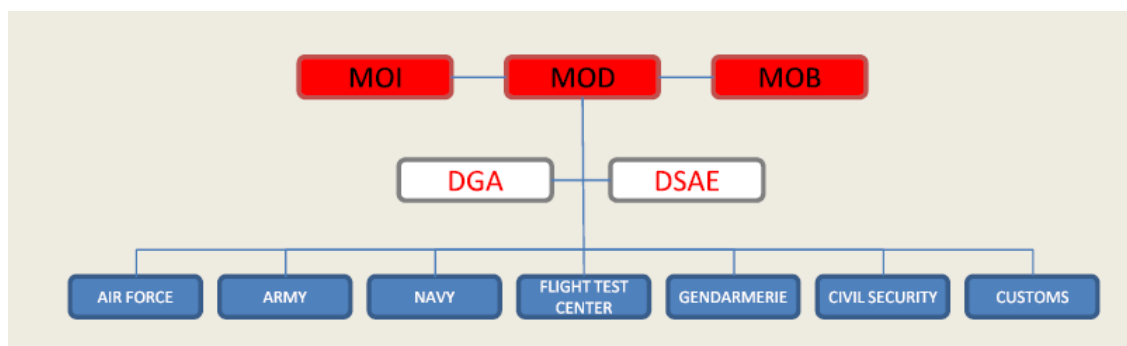 MOI MOD MOB
DGA DSAE
AIR FORCE ARMY NAVY FLIGHT TEST CENTER GENDARMERIE CIVIL SECURITY CUSTOMS